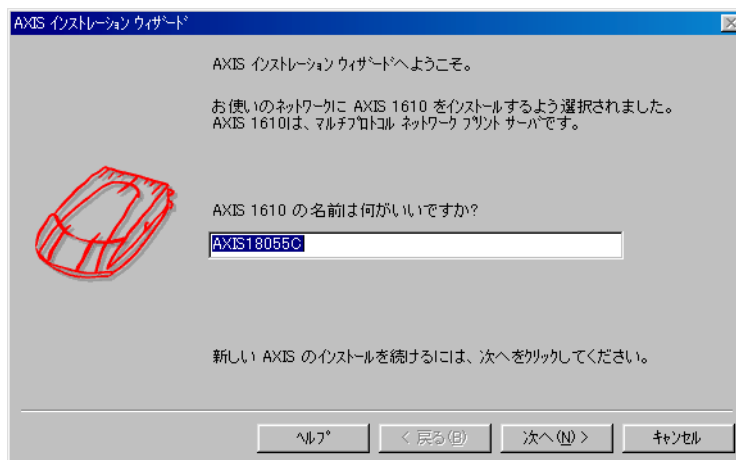 AXIS インストレーション ウィザード
AXIS インストレーション ウィザードへようこそ。
お使いのネットワークに AXIS 1610 をインストールするよう選択されました。
AXIS 1610は、マルチプロトコル ネットワーク プリント サーバです。
AXIS 1610 の名前は何がいいですか?
AXIS18055C
新しい AXIS のインストールを続けるには、次へをクリックしてください。
ヘルプ
< 戻る(B)
次へ(N) >
キャンセル